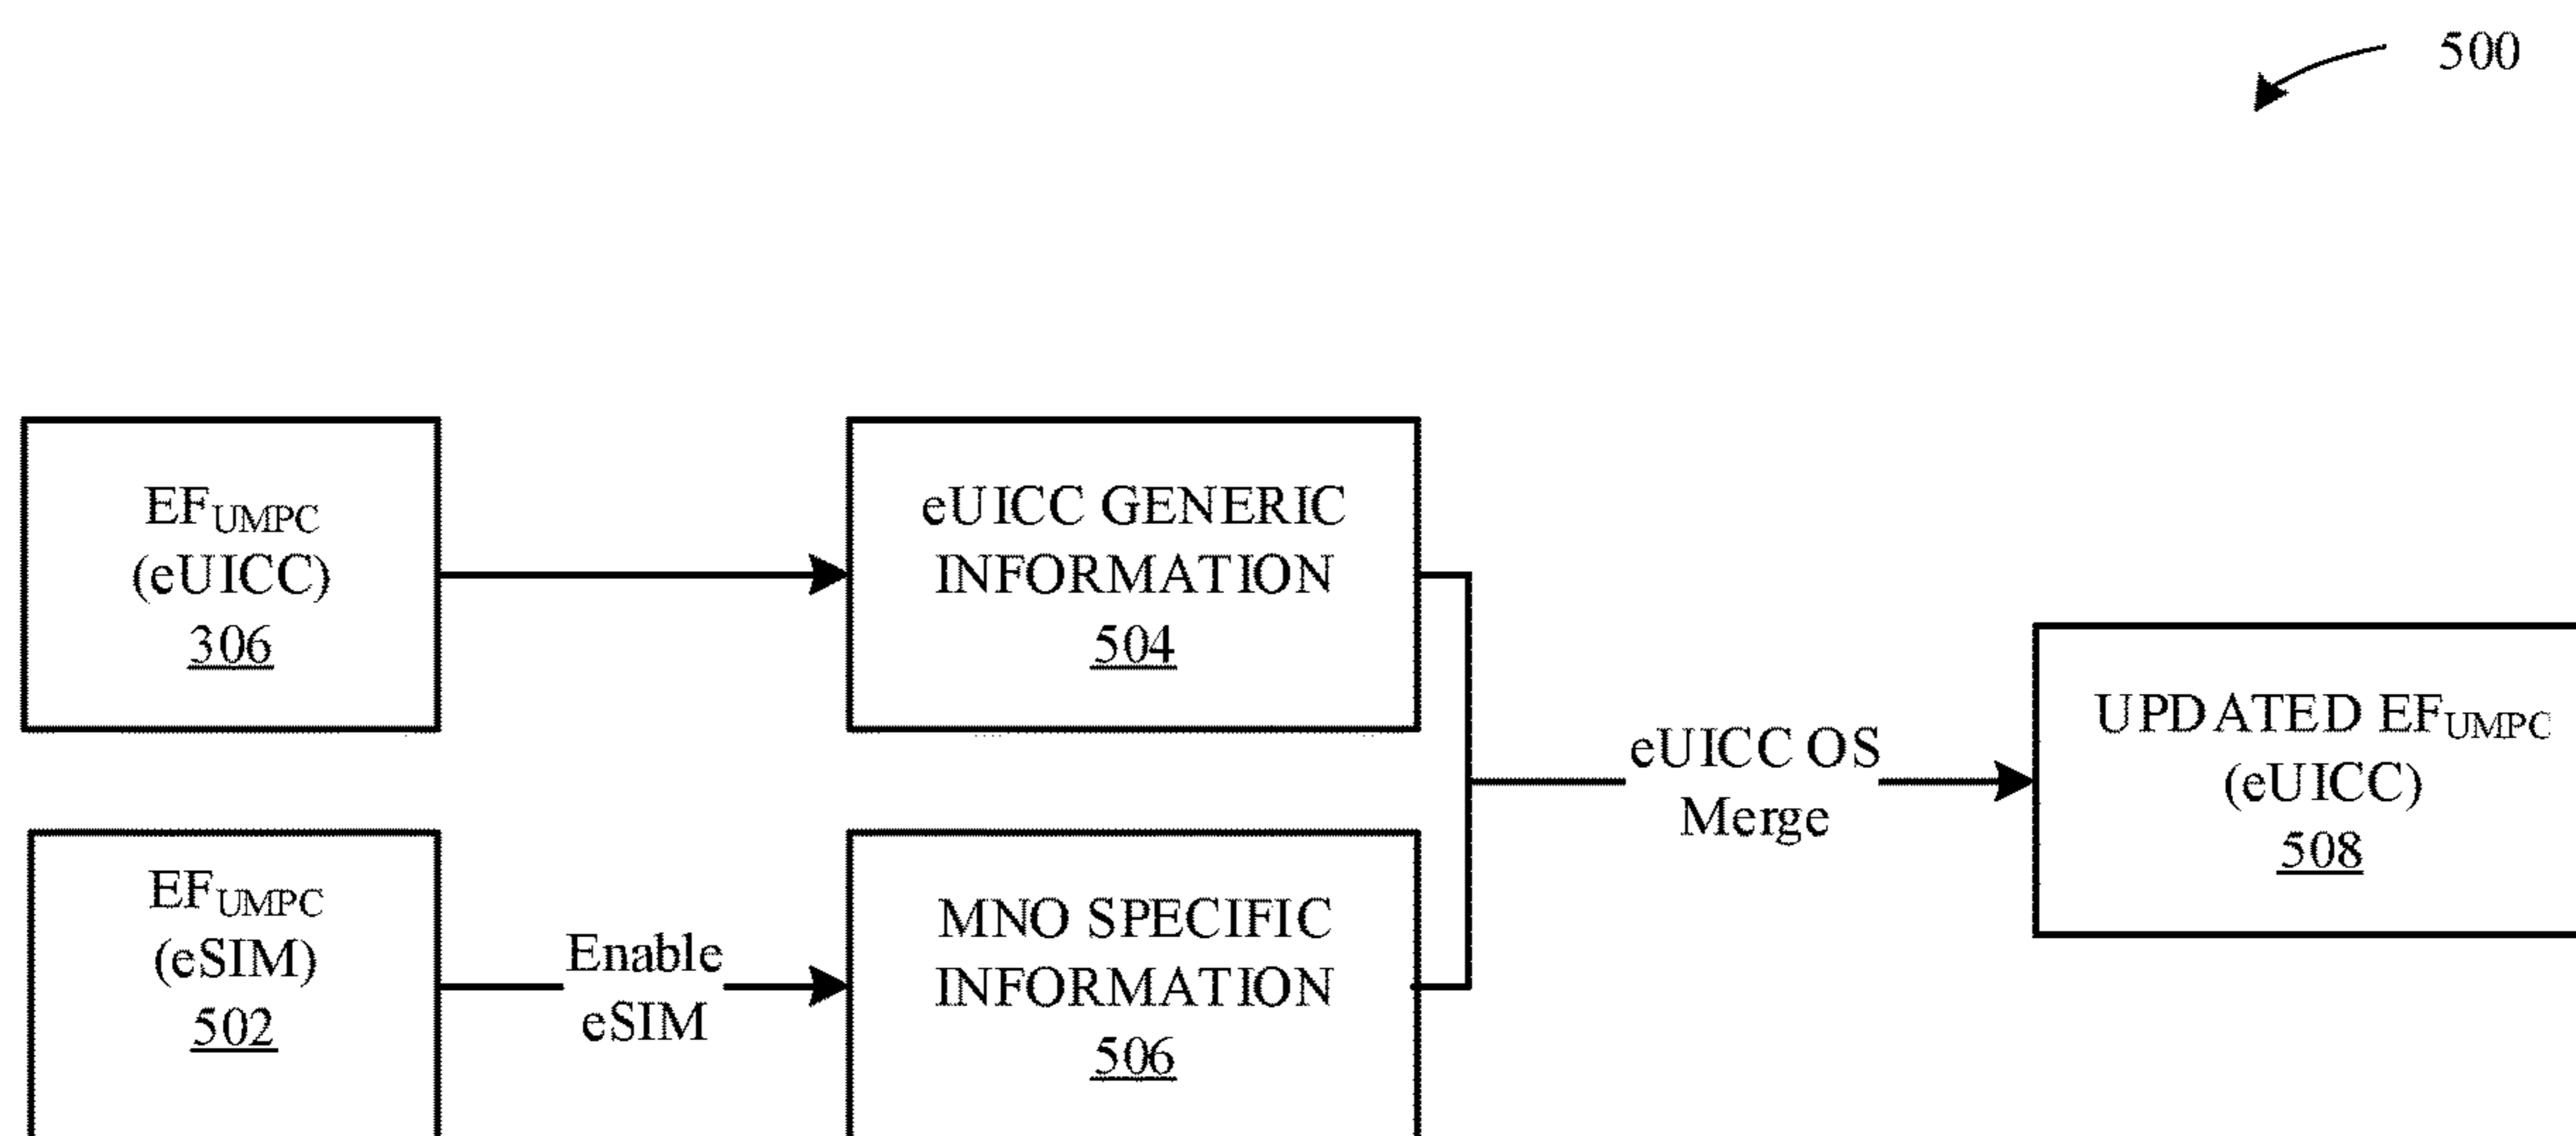 500
EFUMPC
(eUICC)
306
eUICC GENERIC
INFORMATION
504
EFUMPC
(eSIM)
502
Enable
eSIM
MNO SPECIFIC
INFORMATION
506
eUICC OS
Merge
UPDATED EFUMPC
(eUICC)
508